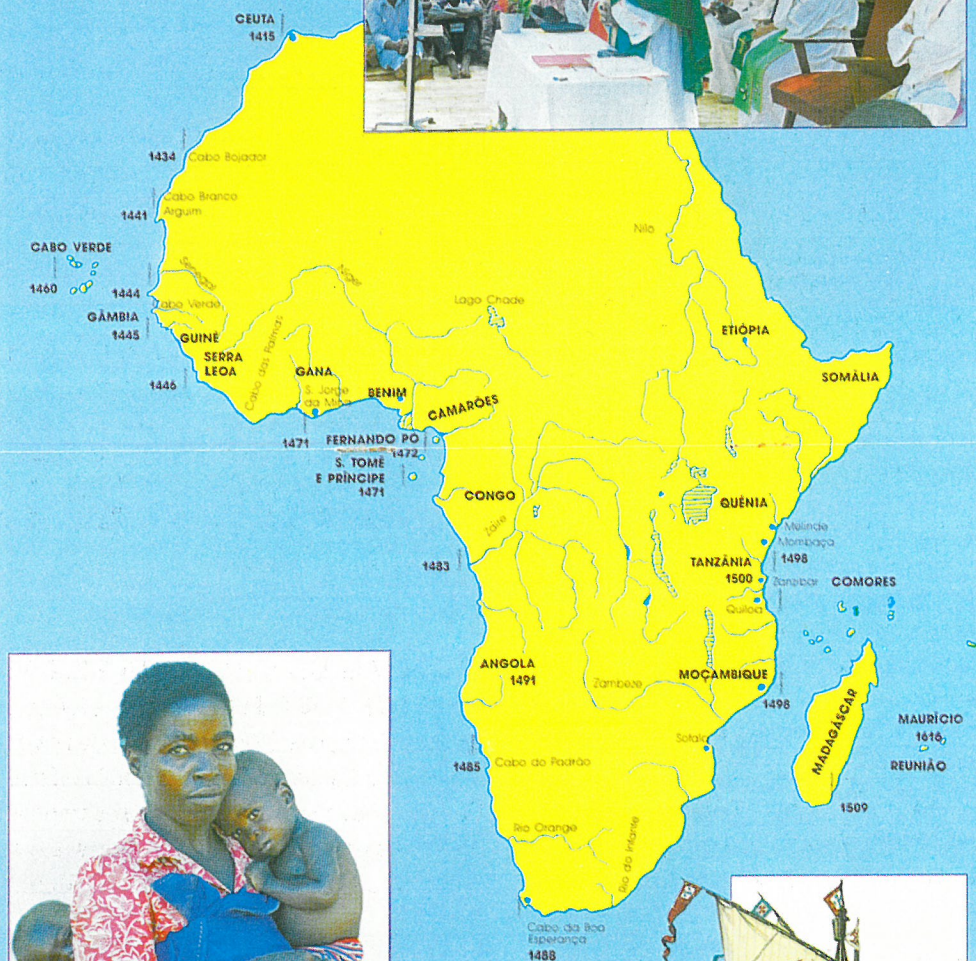 CEUTA
1415
1434 Cabo Bojador
Cabo Branco
1441 Arguim
Nilo
CABO VERDE
1460
Senegal
Níger
1444
Cabo Verde
Lago Chade
GÂMBIA
1445
GUINÉ
SERRA
LEOA
1446
Cabo das Palmas
GANA
S. Jorge
da Mina
1471
BENIM
CAMARÕES
ETIÓPIA
SOMÁLIA
FERNANDO PÓ
1472
S. TOMÉ
E PRÍNCIPE
1471
CONGO
Zaire
1483
QUÉNIA
Melinde
Mombaça
1498
TANZÂNIA
1500
Zanzibar
Quiloa
COMORES
ANGOLA
1491
Zambeze
MOÇAMBIQUE
1498
Sofala
MADAGÁSCAR
1509
MAURÍCIO
1616
REUNIÃO
1485 Cabo do Padrão
Rio Orange
Rio do Infante
Cabo da Boa
Esperança
1488